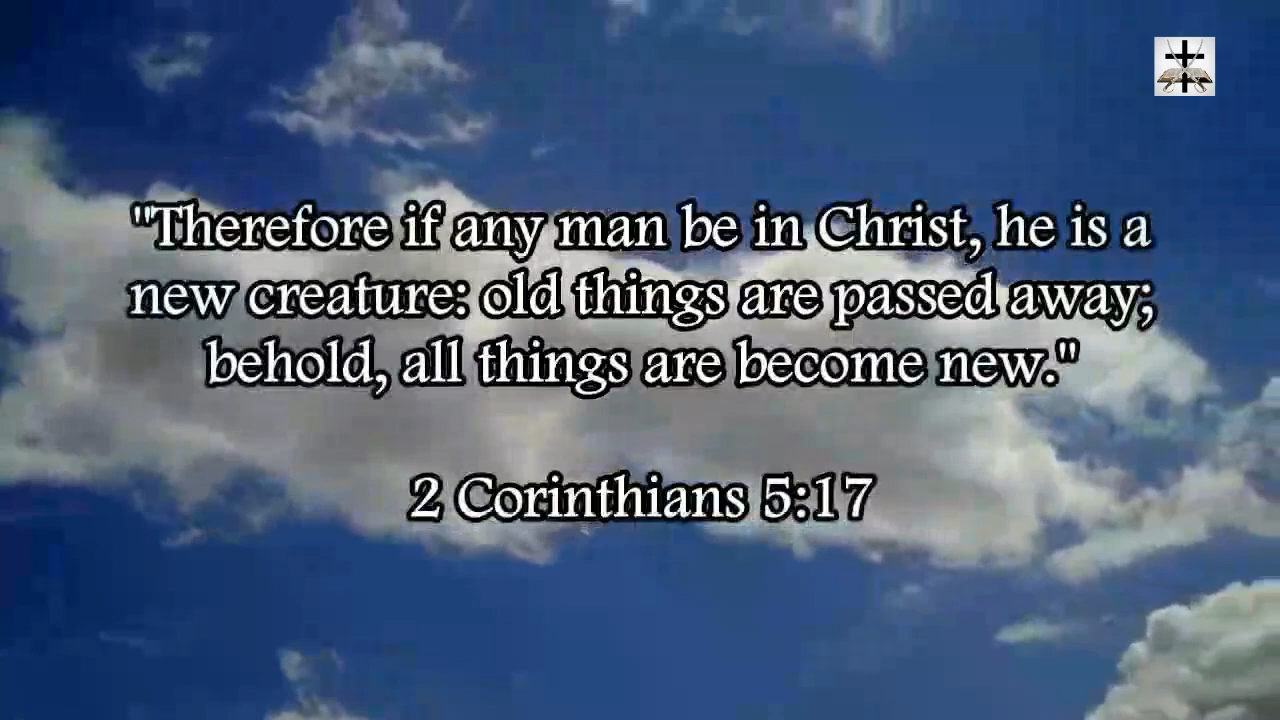 "Therefore if any man be in Christ, he is a
new creature: old things are passed away;
behold, all things are become new."
2 Corinthians 5:17